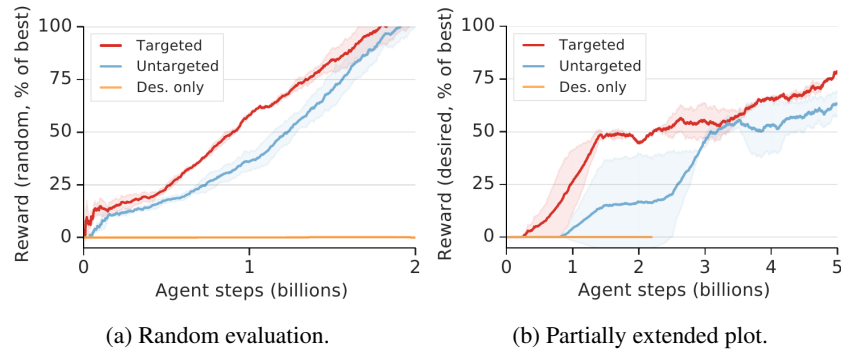 Reward (random, % of best)
100
75
50
25
0
Targeted
Untargeted
Des. only
0
1
2
Agent steps (billions)
(a) Random evaluation.
Reward (desired, % of best)
100
75
50
25
0
Targeted
Untargeted
Des. only
0
1
2
3
4
5
Agent steps (billions)
(b) Partially extended plot.